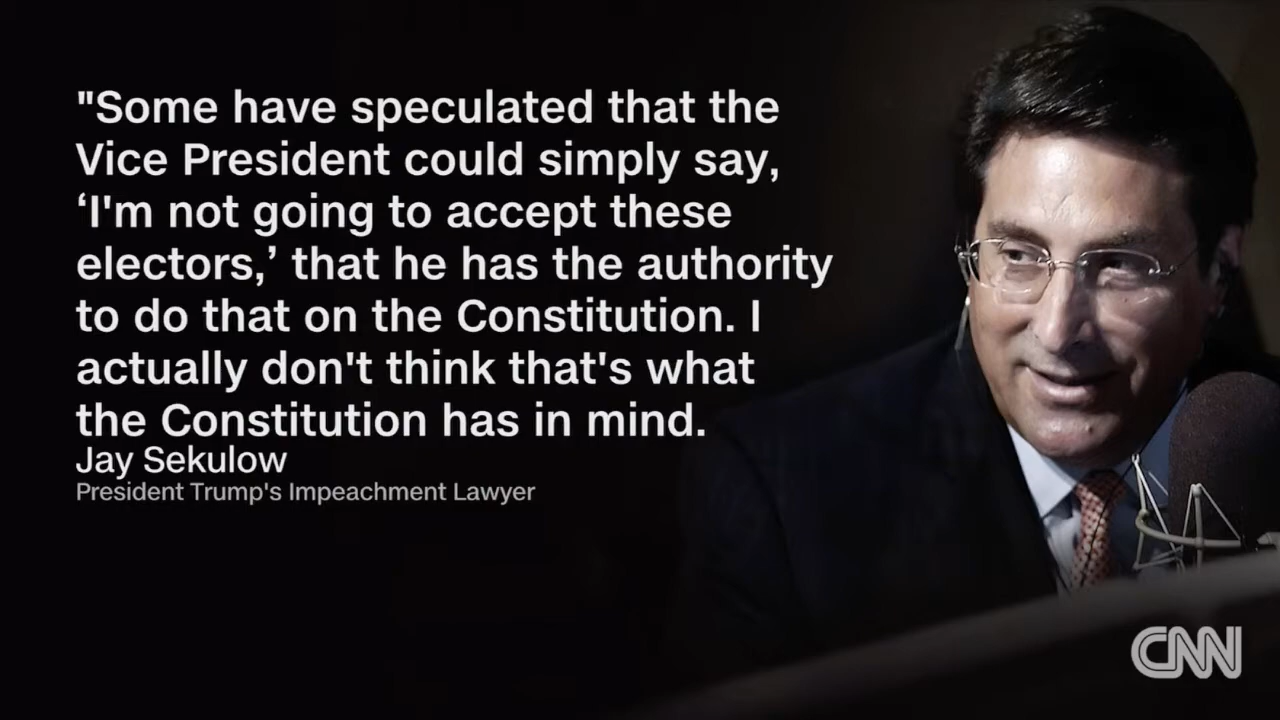 "Some have speculated that the
Vice President could simply say,
‘I'm not going to accept these
electors,’ that he has the authority
to do that on the Constitution. I
actually don't think that's what
the Constitution has in mind.
Jay Sekulow
President Trump's Impeachment Lawyer
CNN